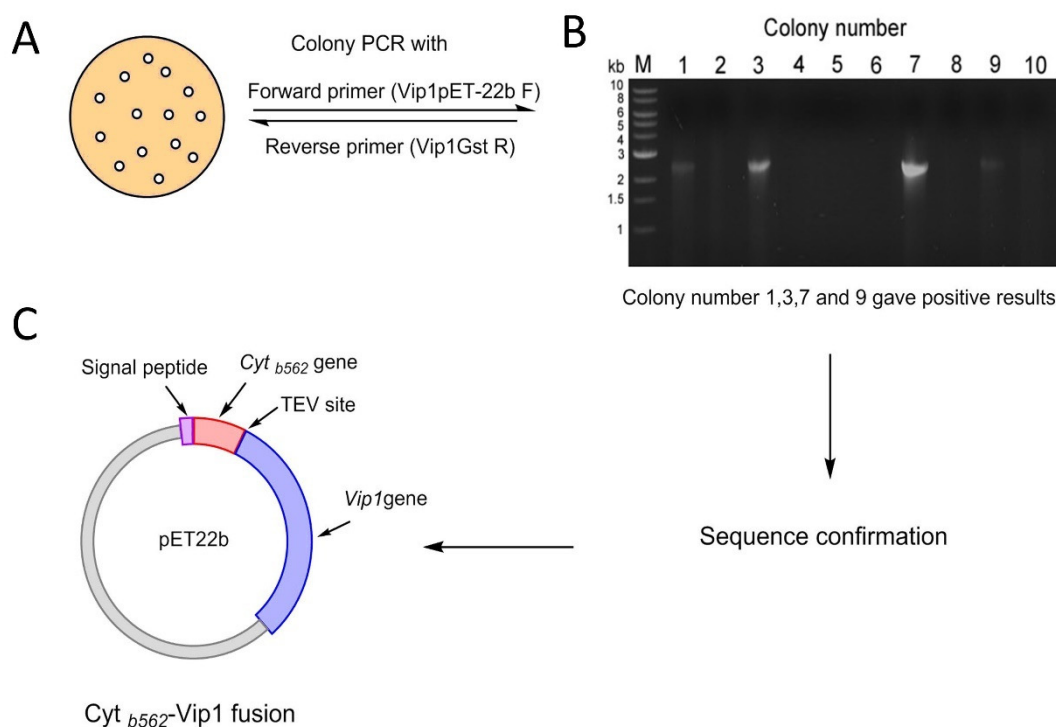 A
Colony PCR with
Forward primer (Vip1pET-22b F)
Reverse primer (Vip1Gst R)
B
Colony number
kb M 1 2 3 4 5 6 7 8 9 10
10
8
6
5
4
3
2
1.5
1
Colony number 1,3,7 and 9 gave positive results
C
Signal peptide
Cyt b562 gene
TEV site
Vip1gene
pET22b
Sequence confirmation
Cyt b562-Vip1 fusion